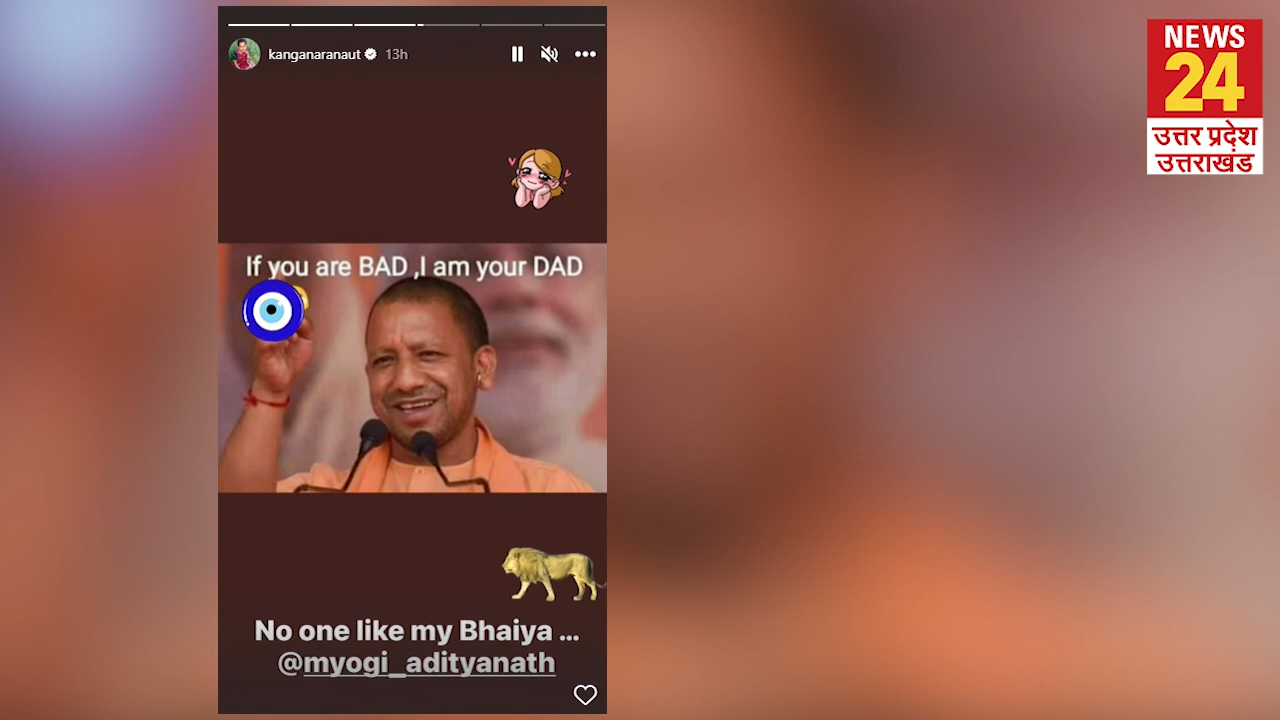 kanganaranaut 13h
If you are BAD ,I am your DAD
No one like my Bhaiya ...
@myogi_adityanath
NEWS
24
उत्तर प्रदेश
उत्तराखंड